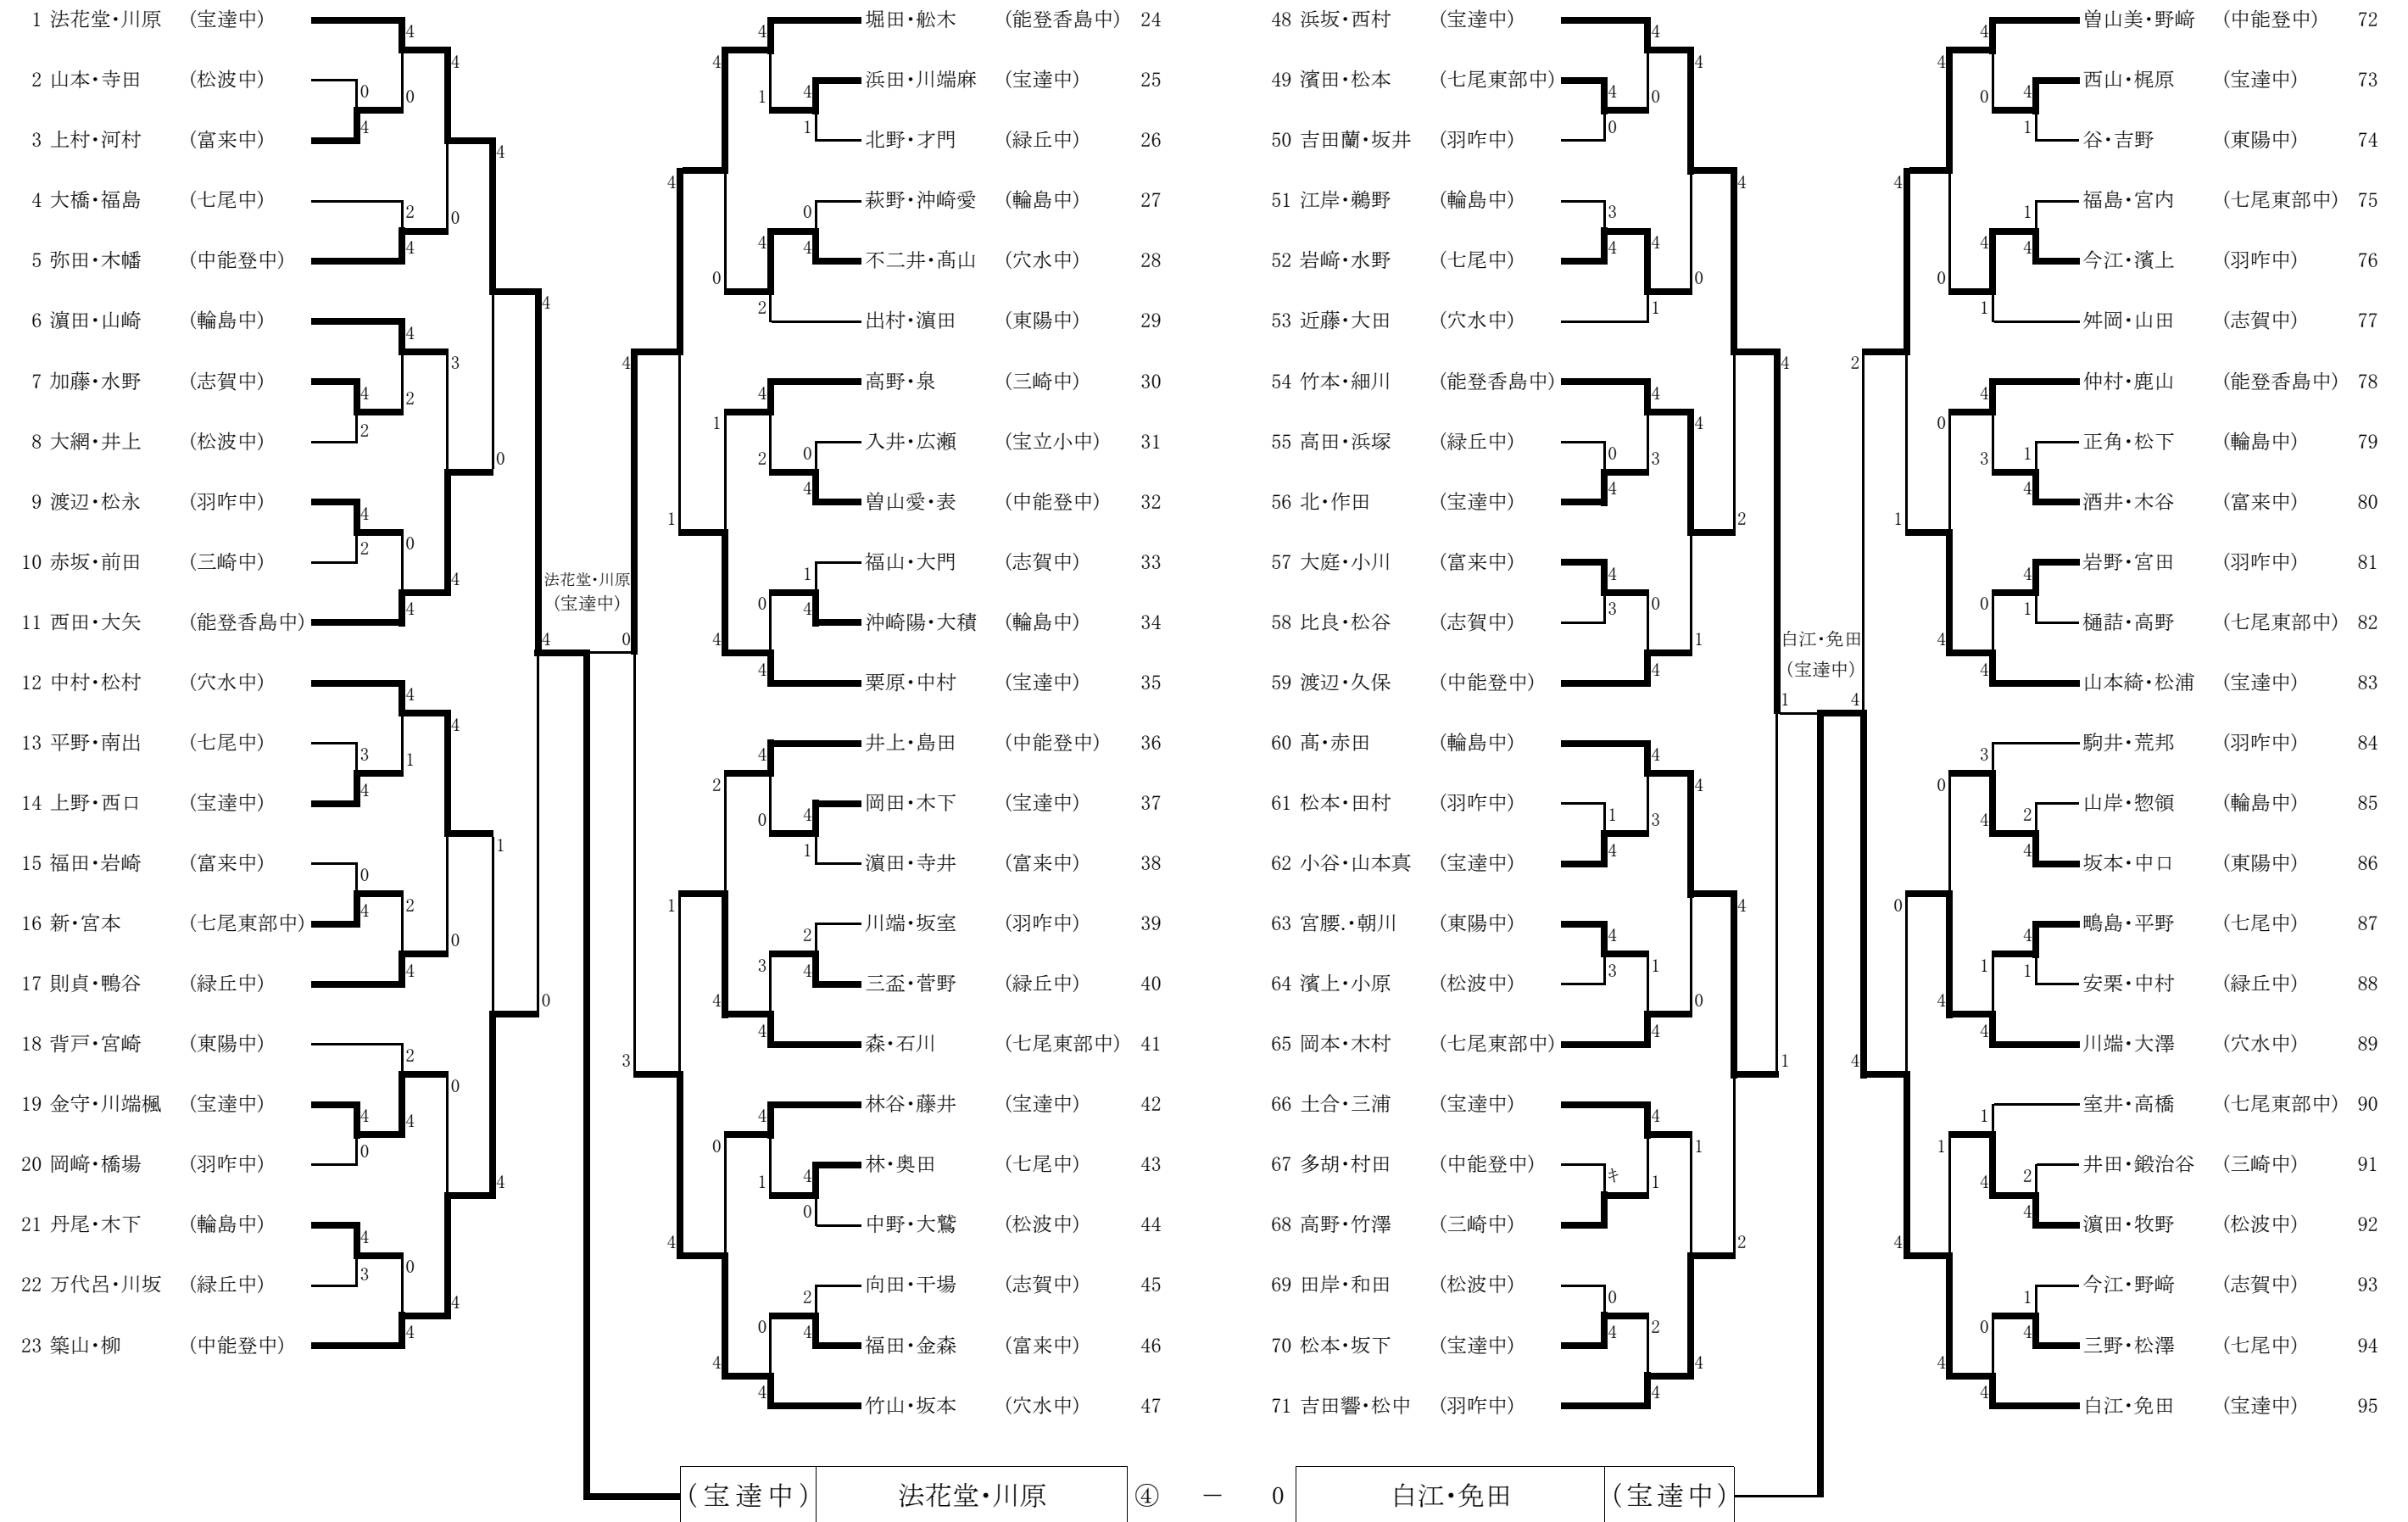 1 法花堂・川原 (宝達中)
2 山本・寺田 (松波中)
3 上村・河村 (富来中)
4 大橋・福島 (七尾中)
5 弥田・木幡 (中能登中)
6 濵田・山崎 (輪島中)
7 加藤・水野 (志賀中)
8 大網・井上 (松波中)
9 渡辺・松永 (羽咋中)
10 赤坂・前田 (三崎中)
11 西田・大矢 (能登香島中)
12 中村・松村 (穴水中)
13 平野・南出 (七尾中)
14 上野・西口 (宝達中)
15 福田・岩崎 (富来中)
16 新・宮本 (七尾東部中)
17 則貞・鴨谷 (緑丘中)
18 背戸・宮崎 (東陽中)
19 金守・川端楓 (宝達中)
20 岡﨑・橋場 (羽咋中)
21 丹尾・木下 (輪島中)
22 万代呂・川坂 (緑丘中)
23 築山・柳 (中能登中)
法花堂・川原
(宝達中)
堀田・舩木 (能登香島中) 24
浜田・川端麻 (宝達中) 25
北野・才門 (緑丘中) 26
萩野・沖崎愛 (輪島中) 27
不二井・髙山 (穴水中) 28
出村・濵田 (東陽中) 29
高野・泉 (三崎中) 30
入井・広瀬 (宝立小中) 31
曽山愛・表 (中能登中) 32
福山・大門 (志賀中) 33
沖崎陽・大積 (輪島中) 34
栗原・中村 (宝達中) 35
井上・島田 (中能登中) 36
岡田・木下 (宝達中) 37
濵田・寺井 (富来中) 38
川端・坂室 (羽咋中) 39
三盃・菅野 (緑丘中) 40
森・石川 (七尾東部中) 41
林谷・藤井 (宝達中) 42
林・奥田 (七尾中) 43
中野・大鷲 (松波中) 44
向田・干場 (志賀中) 45
福田・金森 (富来中) 46
竹山・坂本 (穴水中) 47
48 浜坂・西村 (宝達中)
49 濱田・松本 (七尾東部中)
50 吉田蘭・坂井 (羽咋中)
51 江岸・鵜野 (輪島中)
52 岩﨑・水野 (七尾中)
53 近藤・大田 (穴水中)
54 竹本・細川 (能登香島中)
55 高田・浜塚 (緑丘中)
56 北・作田 (宝達中)
57 大庭・小川 (富来中)
58 比良・松谷 (志賀中)
59 渡辺・久保 (中能登中)
60 髙・赤田 (輪島中)
61 松本・田村 (羽咋中)
62 小谷・山本真 (宝達中)
63 宮腰.・朝川 (東陽中)
64 濱上・小原 (松波中)
65 岡本・木村 (七尾東部中)
66 土合・三浦 (宝達中)
67 多胡・村田 (中能登中)
キ
68 高野・竹澤 (三崎中)
69 田岸・和田 (松波中)
70 松本・坂下 (宝達中)
71 吉田響・松中 (羽咋中)
白江・免田
(宝達中)
曽山美・野﨑 (中能登中) 72
西山・梶原 (宝達中) 73
谷・吉野 (東陽中) 74
福島・宮内 (七尾東部中) 75
今江・濱上 (羽咋中) 76
舛岡・山田 (志賀中) 77
仲村・鹿山 (能登香島中) 78
正角・松下 (輪島中) 79
酒井・木谷 (富来中) 80
岩野・宮田 (羽咋中) 81
樋詰・高野 (七尾東部中) 82
山本綺・松浦 (宝達中) 83
駒井・荒邦 (羽咋中) 84
山岸・惣領 (輪島中) 85
坂本・中口 (東陽中) 86
鴫島・平野 (七尾中) 87
安栗・中村 (緑丘中) 88
川端・大澤 (穴水中) 89
室井・高橋 (七尾東部中) 90
井田・鍛治谷 (三崎中) 91
濵田・牧野 (松波中) 92
今江・野﨑 (志賀中) 93
三野・松澤 (七尾中) 94
白江・免田 (宝達中) 95
(宝達中) 法花堂・川原 ④ － 0 白江・免田 (宝達中)